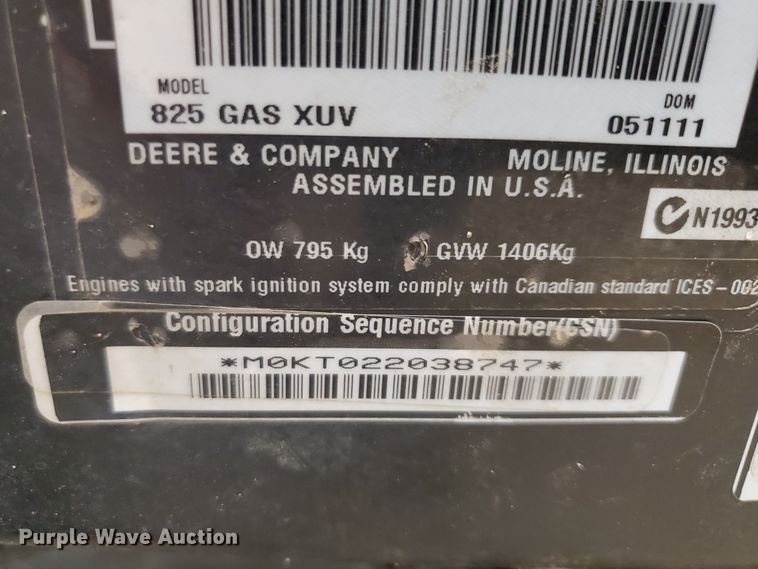 MODEL
825 GAS XUV
DOM
051111
DEERE & COMPANY MOLINE, ILLINOIS
ASSEMBLED IN U.S.A.
N1993
OW 795 Kg GVW 1406Kg
Engines with spark ignition system comply with Canadian standard ICES-002
Configuration Sequence Number(CSN)
*M0KT022038747*
Purple Wave Auction